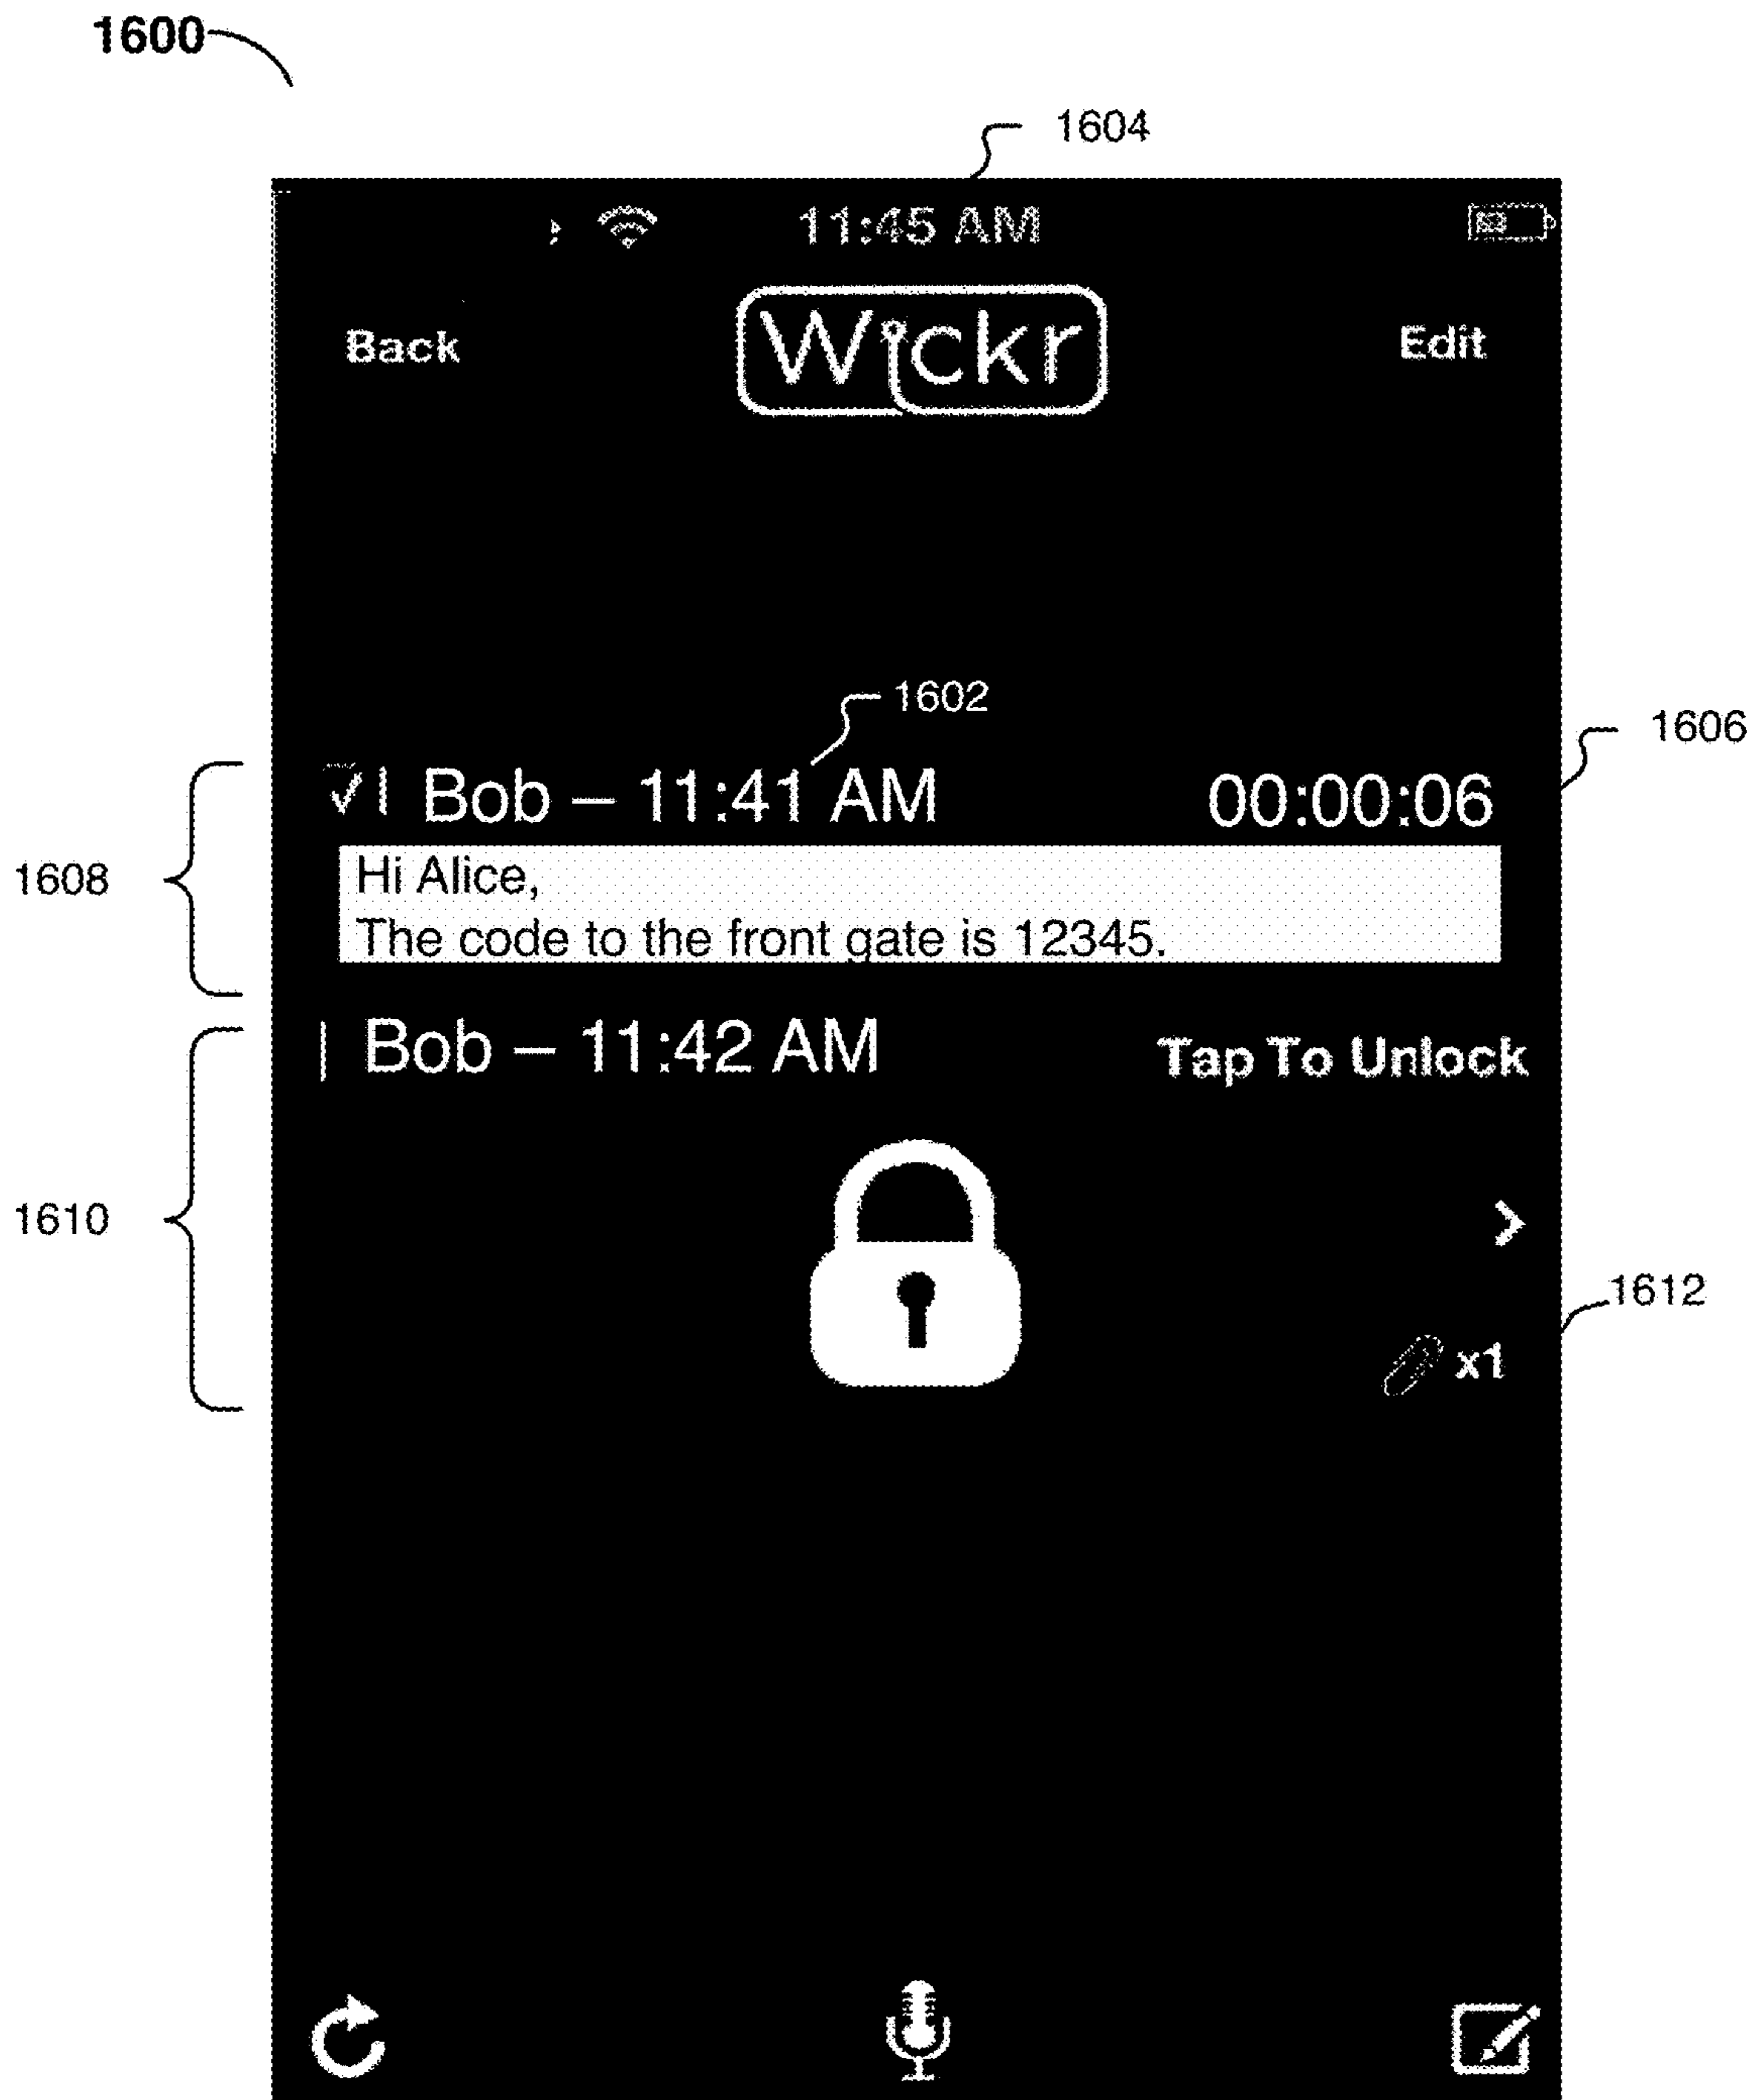 1600
1604
11:45 AM
Back
Wickr
Edit
1602
1606
Bob – 11:41 AM
00:00:06
1608
Hi Alice,
The code to the front gate is 12345.
Bob – 11:42 AM
Tap To Unlock
1610
1612
x1